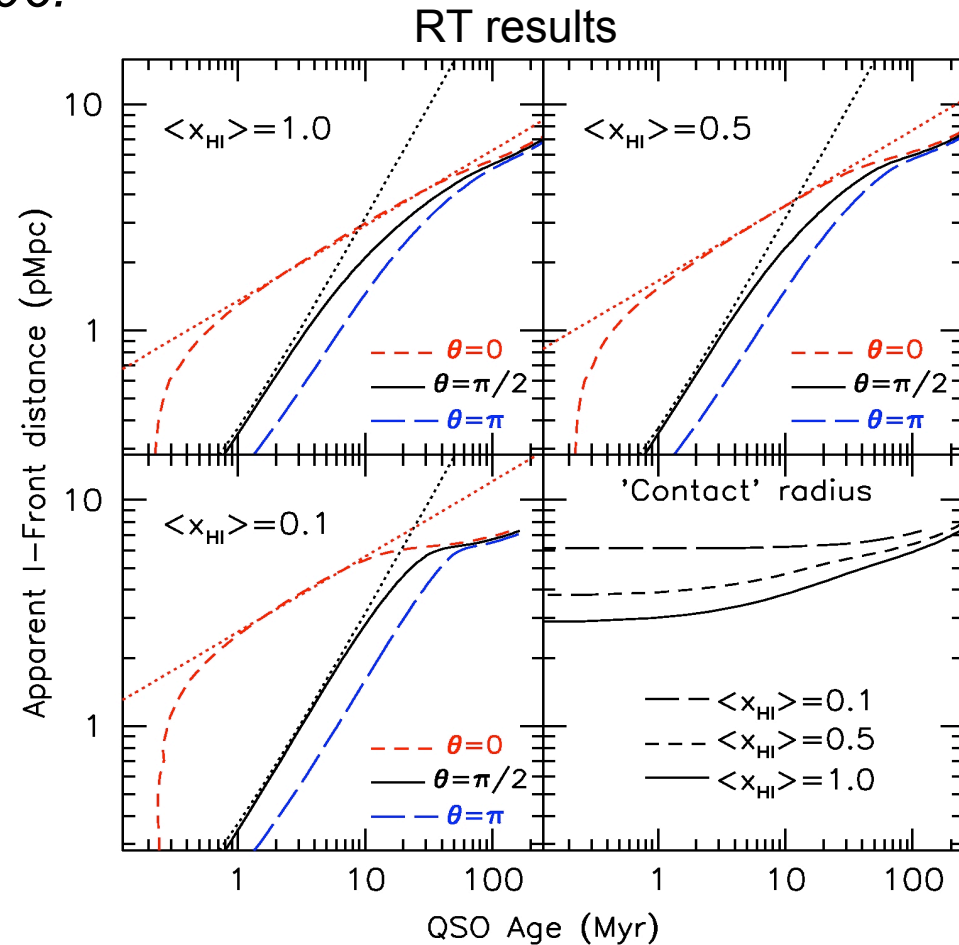 RT results
10
1
Apparent I-Front distance (pMpc)
<x_HI>=1.0
θ=0
θ=π/2
θ=π
<x_HI>=0.5
θ=0
θ=π/2
θ=π
10
1
<x_HI>=0.1
θ=0
θ=π/2
θ=π
'Contact' radius
<x_HI>=0.1
<x_HI>=0.5
<x_HI>=1.0
1 10 100
1 10 100
QSO Age (Myr)